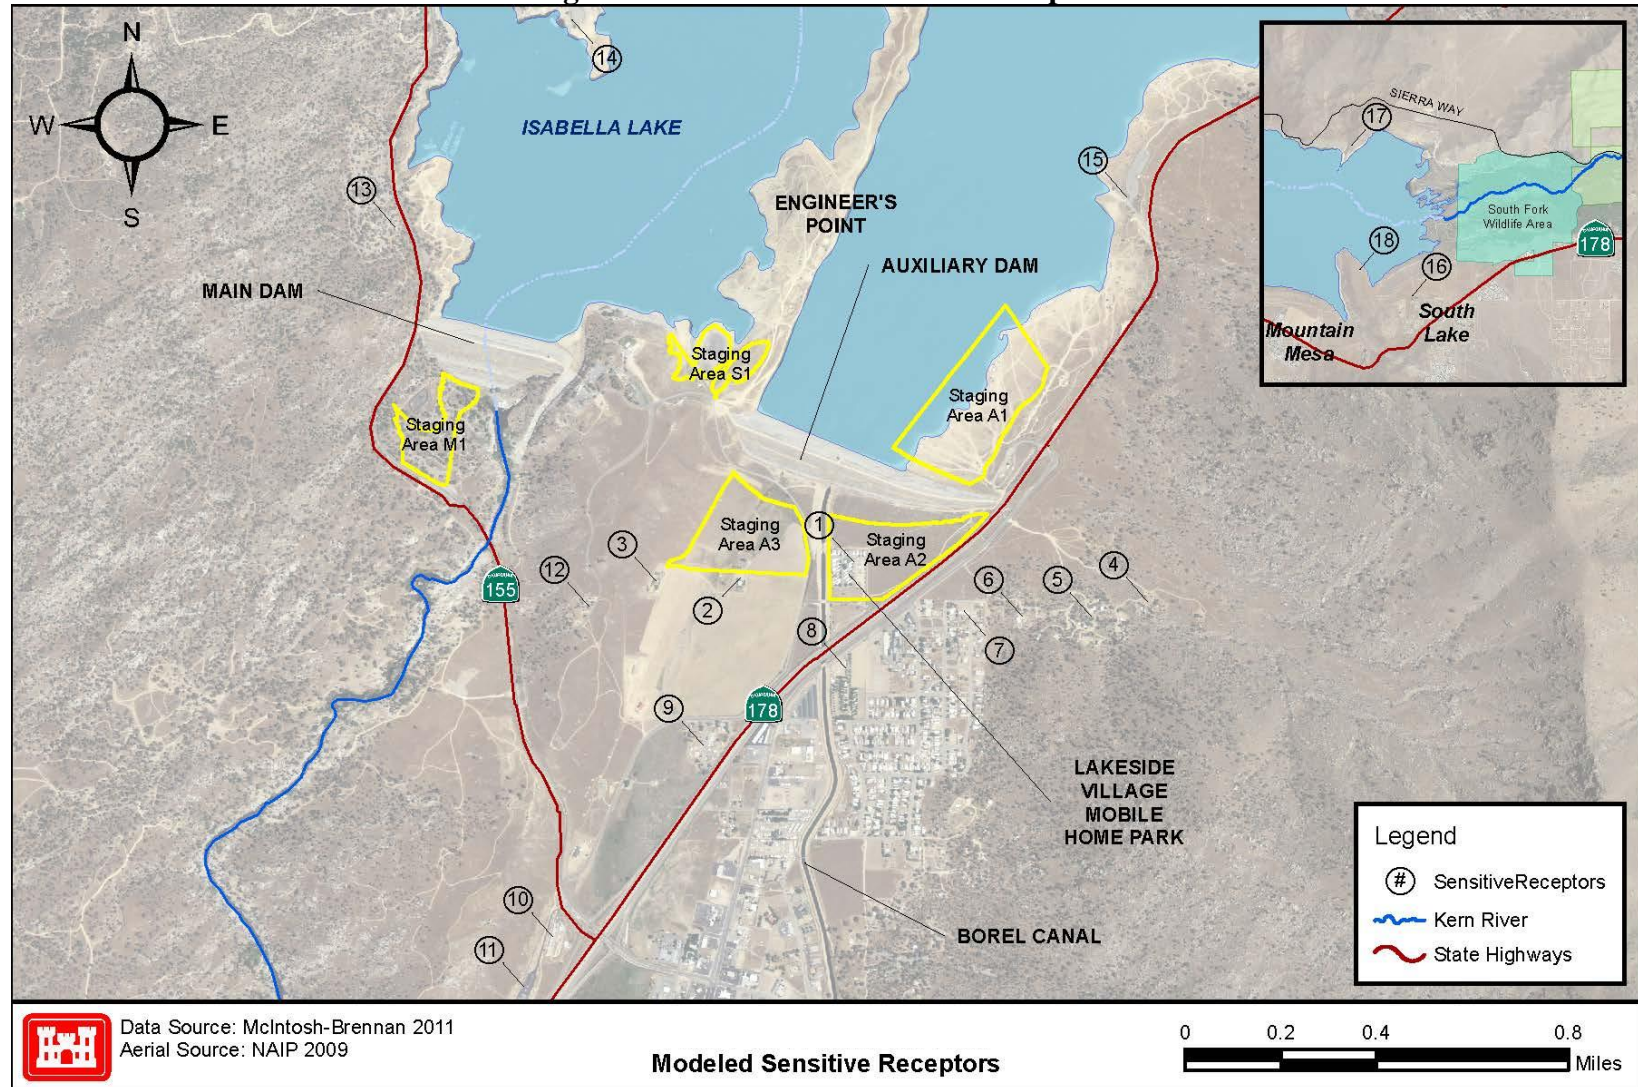 N
W
E
S
14
13
ISABELLA LAKE
15
ENGINEER'S
POINT
AUXILIARY DAM
MAIN DAM
17
SIERRA WAY
South Fork
Wildlife Area
178
18
16
South
Lake
Mountain
Mesa
Staging
Area S1
Staging
Area A1
Staging
Area M1
Staging
Area A3
1
Staging
Area A2
3
12
2
155
6
5
4
8
7
9
178
LAKESIDE
VILLAGE
MOBILE
HOME PARK
10
11
BOREL CANAL
Legend
# SensitiveReceptors
Kern River
State Highways
Data Source: McIntosh-Brennan 2011
Aerial Source: NAIP 2009
Modeled Sensitive Receptors
0 0.2 0.4 0.8
Miles